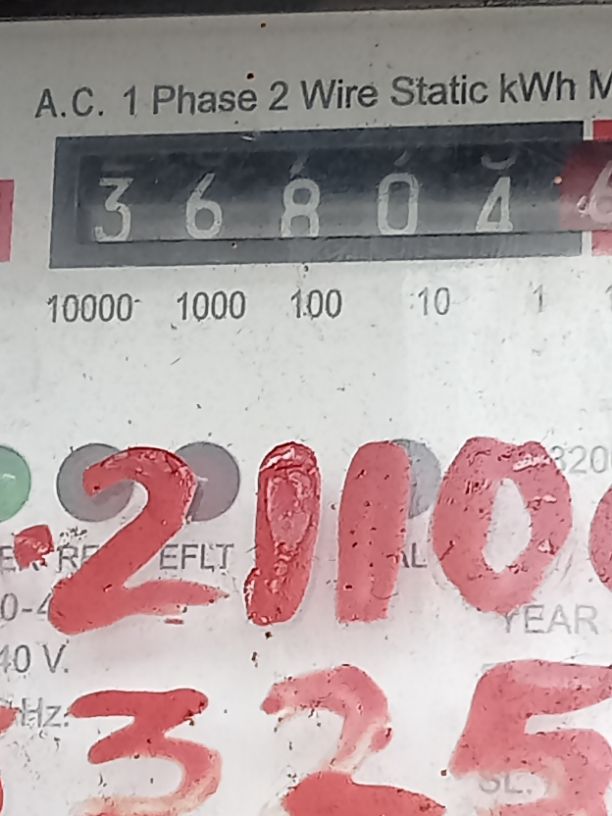 A.C. 1 Phase 2 Wire Static kWh M
3 6 8 0 4
10000 1000 100 10 1
2110
EFLT
YEAR
40 V.
Hz.
325